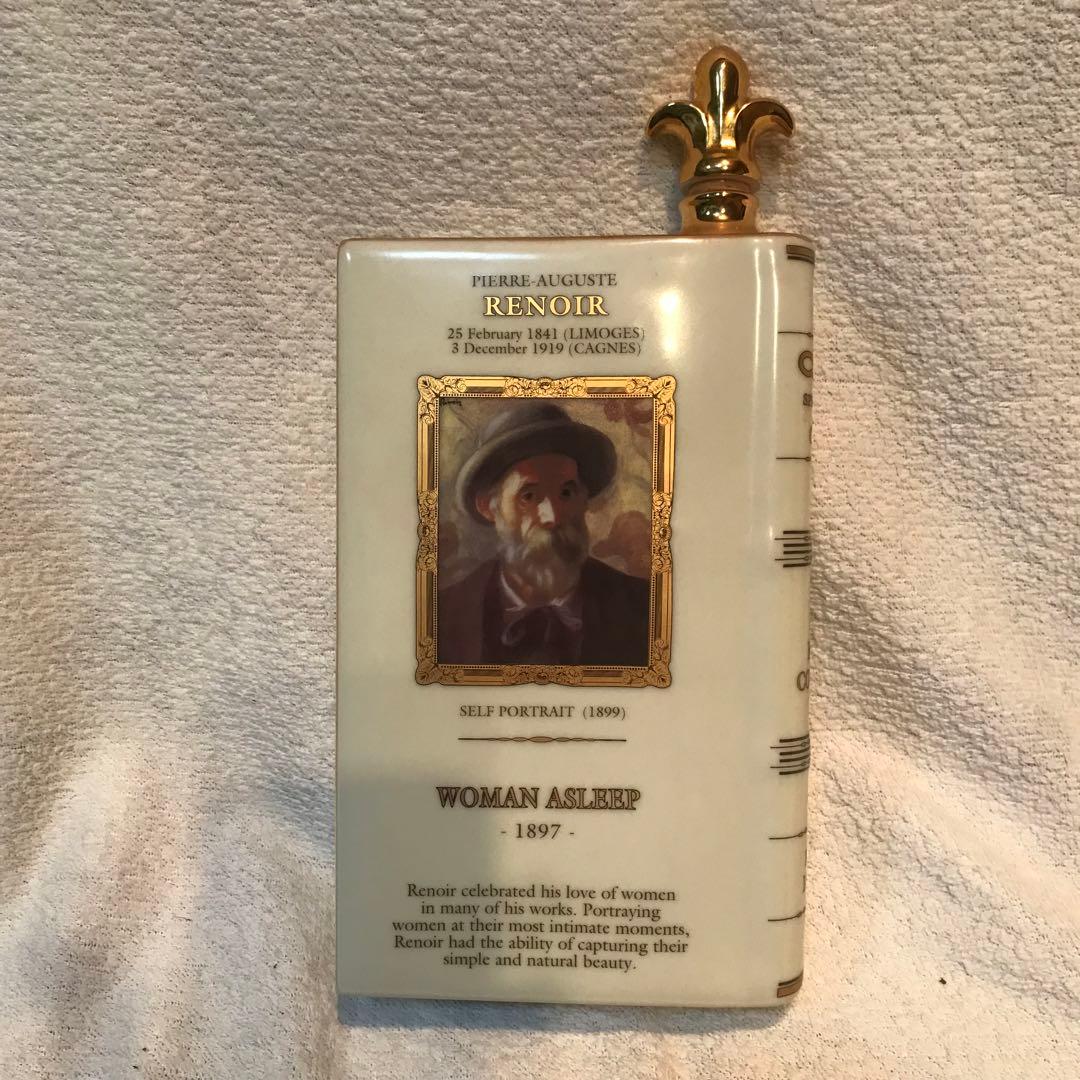 PIERRE-AUGUSTE
RENOIR
25 February 1841 (LIMOGES)
3 December 1919 (CAGNES)
SELF PORTRAIT (1899)
WOMAN ASLEEP
- 1897 -
Renoir celebrated his love of women
in many of his works. Portraying
women at their most intimate moments,
Renoir had the ability of capturing their
simple and natural beauty.